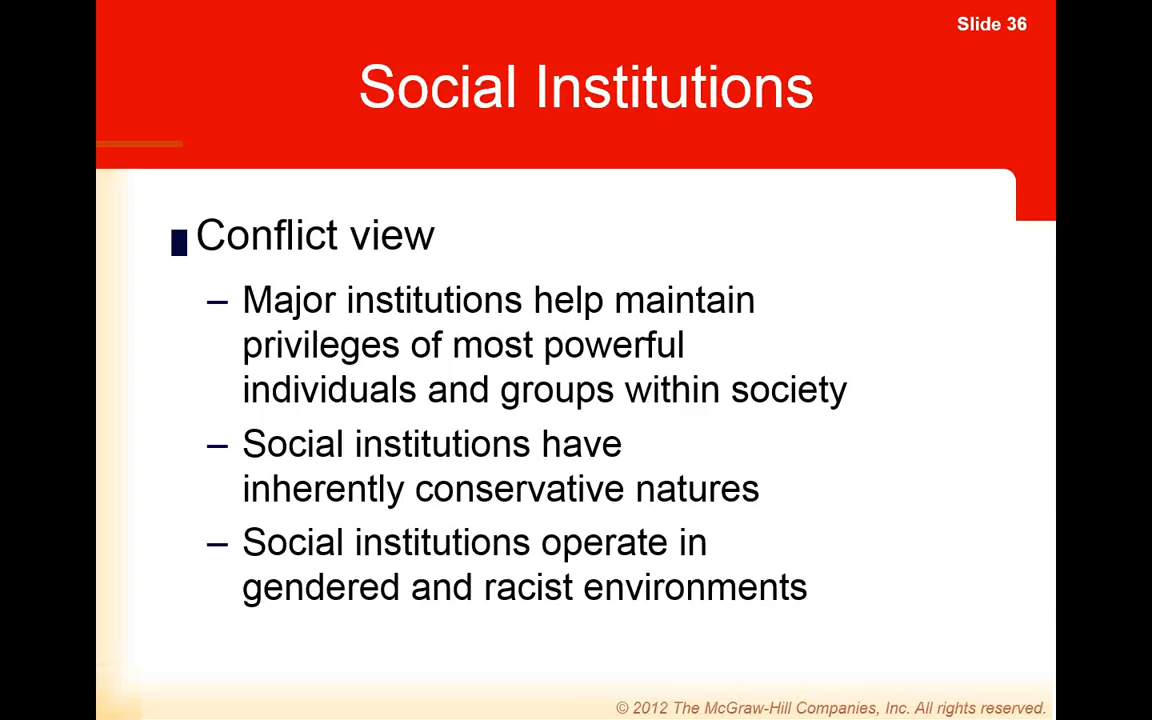 Slide 36
Social Institutions
Conflict view
– Major institutions help maintain
privileges of most powerful
individuals and groups within society
– Social institutions have
inherently conservative natures
– Social institutions operate in
gendered and racist environments
© 2012 The McGraw-Hill Companies, Inc. All rights reserved.